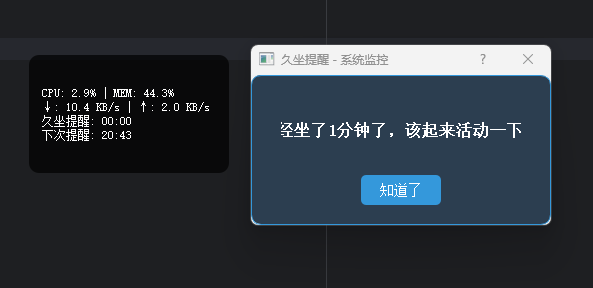 CPU: 2.9% | MEM: 44.3%
↓: 10.4 KB/s | ↑: 2.0 KB/s
久坐提醒: 00:00
下次提醒: 20:43
久坐提醒 - 系统监控
?
经坐了1分钟了，该起来活动一下
知道了